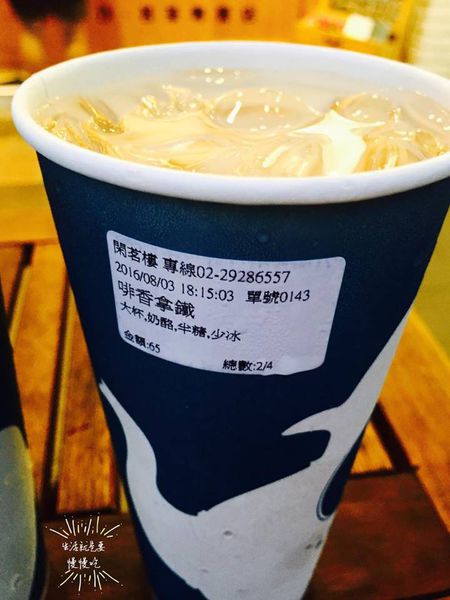 閑茗樓 專線02-29286557
2016/08/03 18:15:03 單號0143
啡香拿鐵
大杯,奶酪,半糖,少冰
金額:65 總數:2/4
生活就是要
慢慢吃